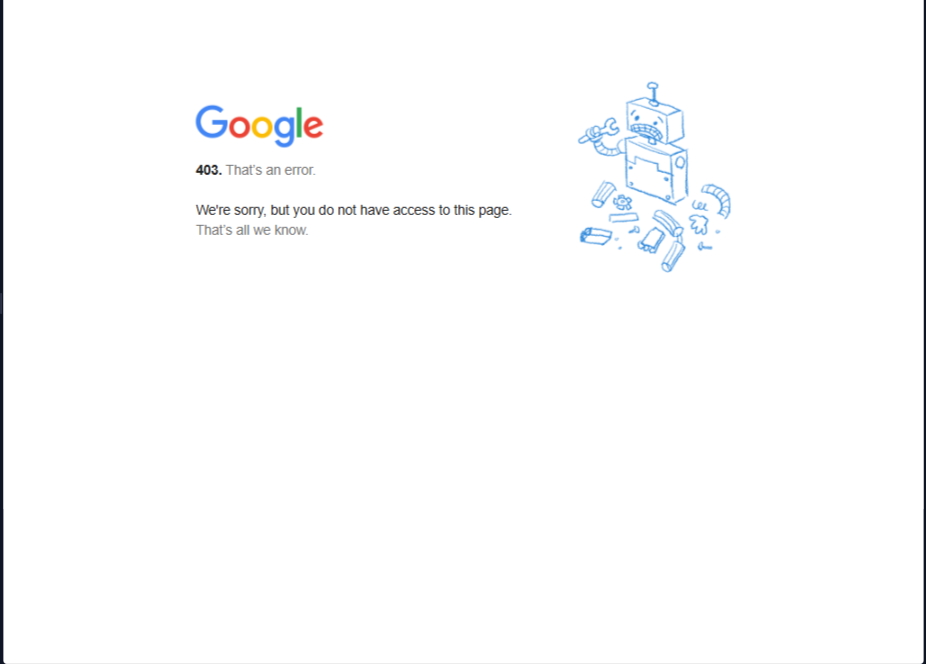 Google
403. That's an error.
We're sorry, but you do not have access to this page.
That's all we know.